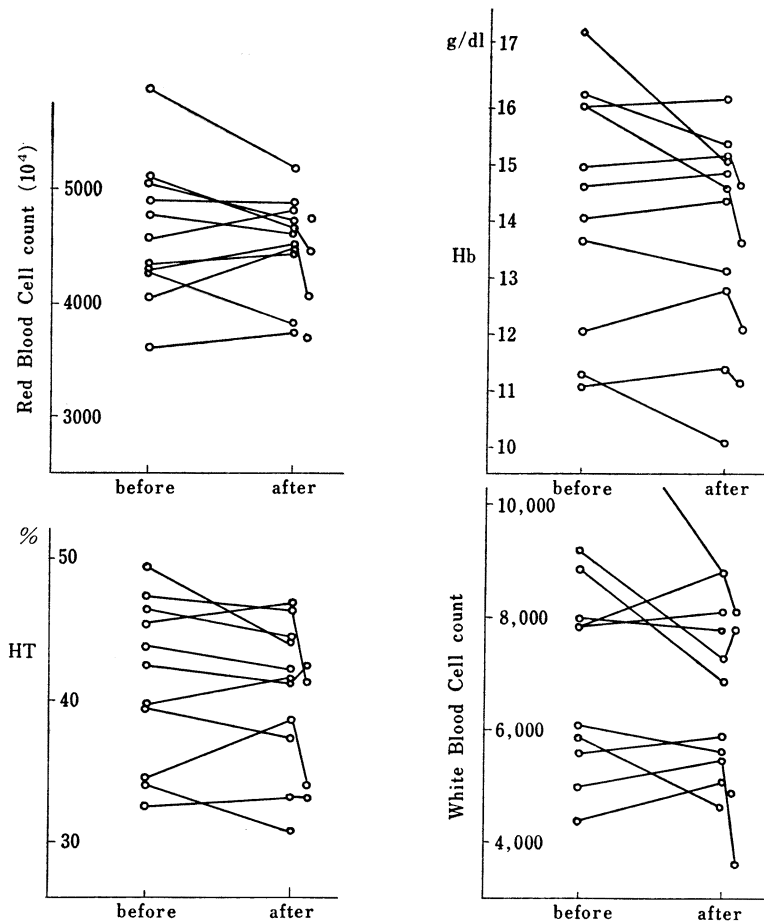 Red Blood Cell count (10⁴)
5000
4000
3000
before after
g/dl
Hb
17
16
15
14
13
12
11
10
before after
%
HT
50
40
30
before after
White Blood Cell count
10,000
8,000
6,000
4,000
before after